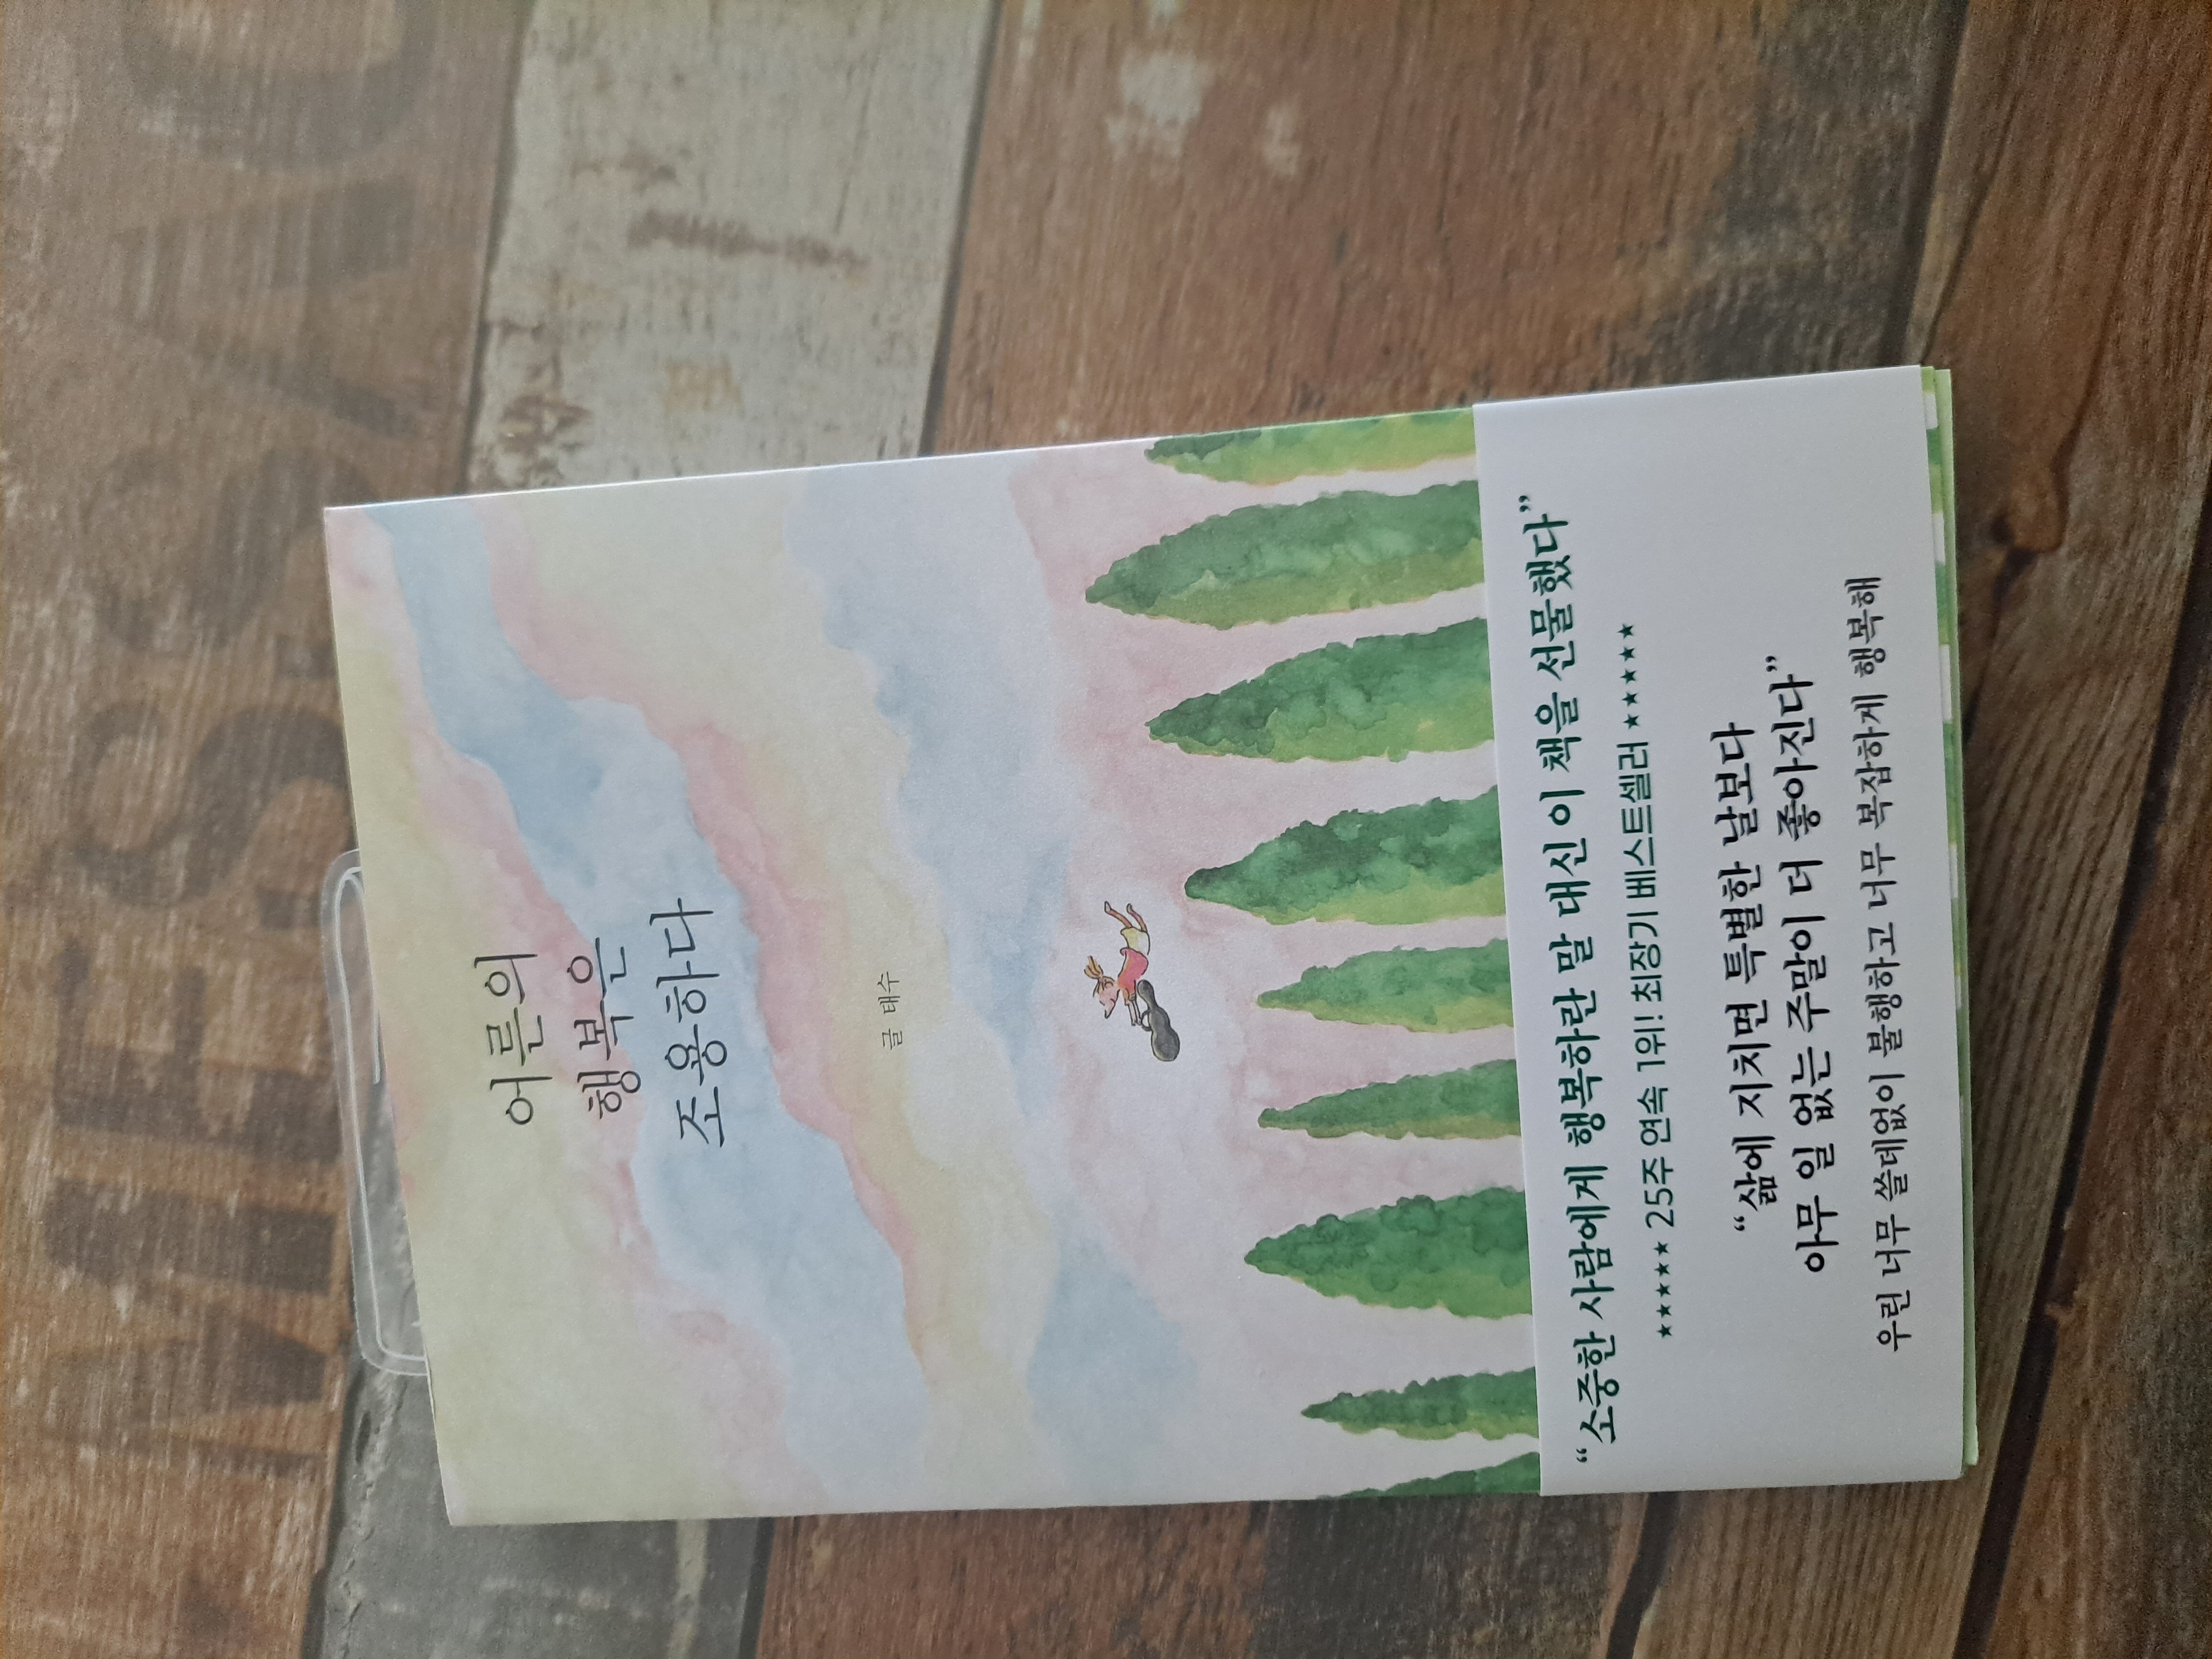 어른의
행복은
조용하다
글 태수
“소중한 사람에게 행복하란 말 대신 이 책을 선물했다”
★★★★★★ 25주 연속 1위! 최장기 베스트셀러 ★★★★★★
“삶에 지치면 특별한 날보다
아무 일 없는 주말이 더 좋아진다”
우린 너무 쓸데없이 불행하고 너무 복잡하게 행복해